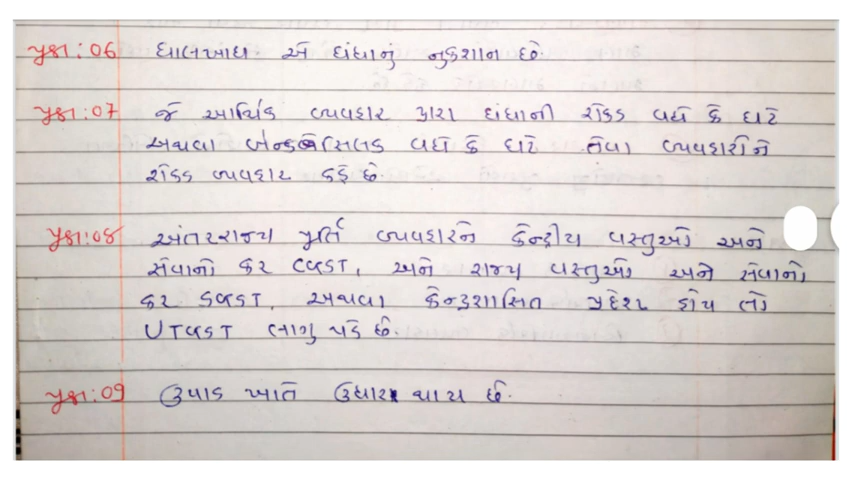 પ્રશ્ન:06 ઘાલખાધ એ ધંધાનું નુકશાન છે.
પ્રશ્ન:07 જે આર્થિક વ્યવહાર દ્વારા ધંધાની રોકડ વધે કે ઘટે
અથવા બેન્ક સિલક વધે કે ઘટે તેવા વ્યવહારોને
રોકડ વ્યવહાર કહે છે
પ્રશ્ન:08 અંતરરાજ્ય પૂર્તિ વ્યવહારને કેન્દ્રીય વસ્તુઓ અને
સેવાનો કર CGST, અને રાજ્ય વસ્તુઓ અને સેવાનો
કર SGST, અથવા કેન્દ્રશાસિત પ્રદેશ હોય તો
UTGST લાગુ પડે છે.
પ્રશ્ન:09 ઉપાડ ખાતે ઉધાર થાય છે.